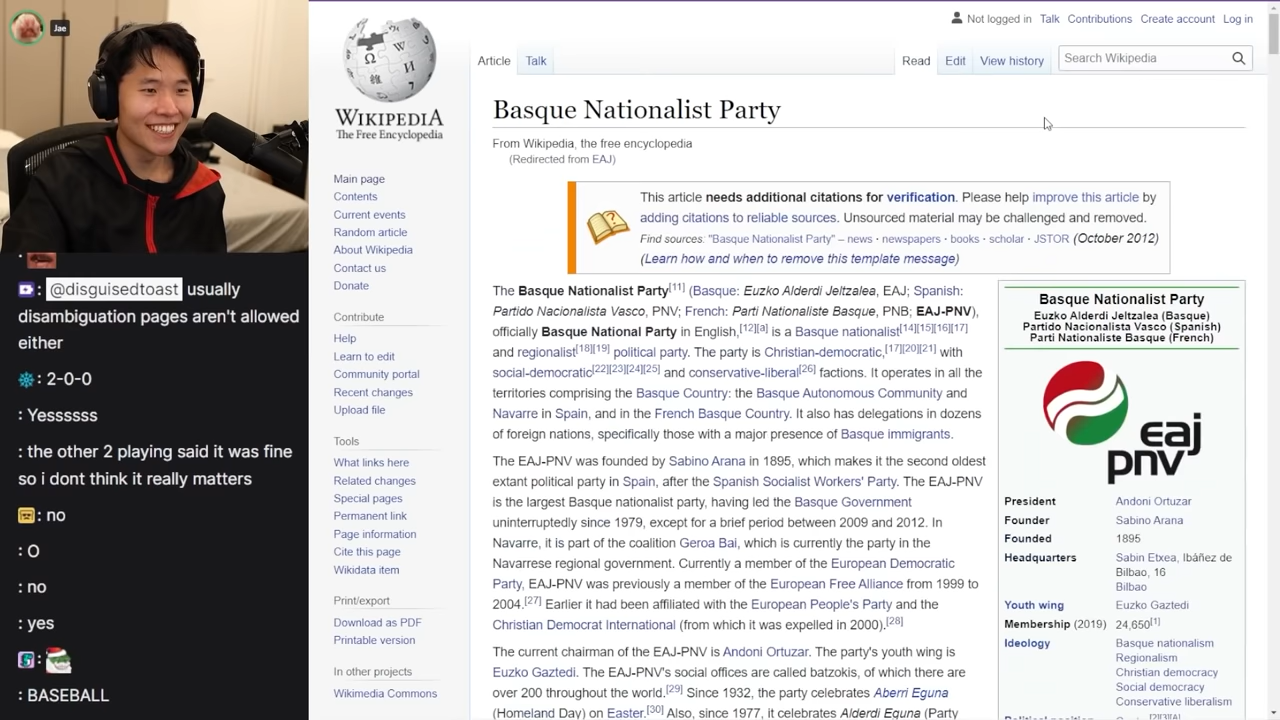 Jae
: @disguisedtoast usually
disambiguation pages aren't allowed
either
: 2-0-0
: Yessssss
: the other 2 playing said it was fine
so i dont think it really matters
: no
: O
: no
: yes
:
: BASEBALL
WIKIPEDIA
The Free Encyclopedia
Main page
Contents
Current events
Random article
About Wikipedia
Contact us
Donate
Contribute
Help
Learn to edit
Community portal
Recent changes
Upload file
Tools
What links here
Related changes
Special pages
Permanent link
Page information
Cite this page
Wikidata item
Print/export
Download as PDF
Printable version
In other projects
Wikimedia Commons
Not logged in Talk Contributions Create account Log in
Article Talk Read Edit View history Search Wikipedia
Basque Nationalist Party
From Wikipedia, the free encyclopedia
(Redirected from EAJ)
This article needs additional citations for verification. Please help improve this article by
adding citations to reliable sources. Unsourced material may be challenged and removed.
Find sources: "Basque Nationalist Party" – news · newspapers · books · scholar · JSTOR (October 2012)
(Learn how and when to remove this template message)
The Basque Nationalist Party[11] (Basque: Euzko Alderdi Jeltzalea, EAJ; Spanish:
Partido Nacionalista Vasco, PNV; French: Parti Nationaliste Basque, PNB; EAJ-PNV),
officially Basque National Party in English,[12][a] is a Basque nationalist[14][15][16][17]
and regionalist[18][19] political party. The party is Christian-democratic,[17][20][21] with
social-democratic[22][23][24][25] and conservative-liberal[26] factions. It operates in all the
territories comprising the Basque Country: the Basque Autonomous Community and
Navarre in Spain, and in the French Basque Country. It also has delegations in dozens
of foreign nations, specifically those with a major presence of Basque immigrants.
The EAJ-PNV was founded by Sabino Arana in 1895, which makes it the second oldest
extant political party in Spain, after the Spanish Socialist Workers' Party. The EAJ-PNV
is the largest Basque nationalist party, having led the Basque Government
uninterruptedly since 1979, except for a brief period between 2009 and 2012. In
Navarre, it is part of the coalition Geroa Bai, which is currently the party in the
Navarrese regional government. Currently a member of the European Democratic
Party, EAJ-PNV was previously a member of the European Free Alliance from 1999 to
2004.[27] Earlier it had been affiliated with the European People's Party and the
Christian Democrat International (from which it was expelled in 2000).[28]
The current chairman of the EAJ-PNV is Andoni Ortuzar. The party's youth wing is
Euzko Gaztedi. The EAJ-PNV's social offices are called batzokis, of which there are
over 200 throughout the world.[29] Since 1932, the party celebrates Aberri Eguna
(Homeland Day) on Easter.[30] Also, since 1977, it celebrates Alderdi Eguna (Party
Basque Nationalist Party
Euzko Alderdi Jeltzalea (Basque)
Partido Nacionalista Vasco (Spanish)
Parti Nationaliste Basque (French)
eaj
pnv
President Andoni Ortuzar
Founder Sabino Arana
Founded 1895
Headquarters Sabin Etxea, Ibáñez de
Bilbao, 16
Bilbao
Youth wing Euzko Gaztedi
Membership (2019) 24,650[1]
Ideology Basque nationalism
Regionalism
Christian democracy
Social democracy
Conservative liberalism